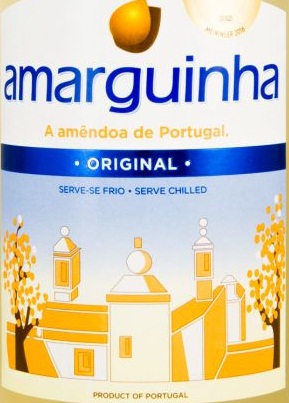 amarguinha
A amêndoa de Portugal.
• ORIGINAL •
SERVE-SE FRIO • SERVE CHILLED
PRODUCT OF PORTUGAL